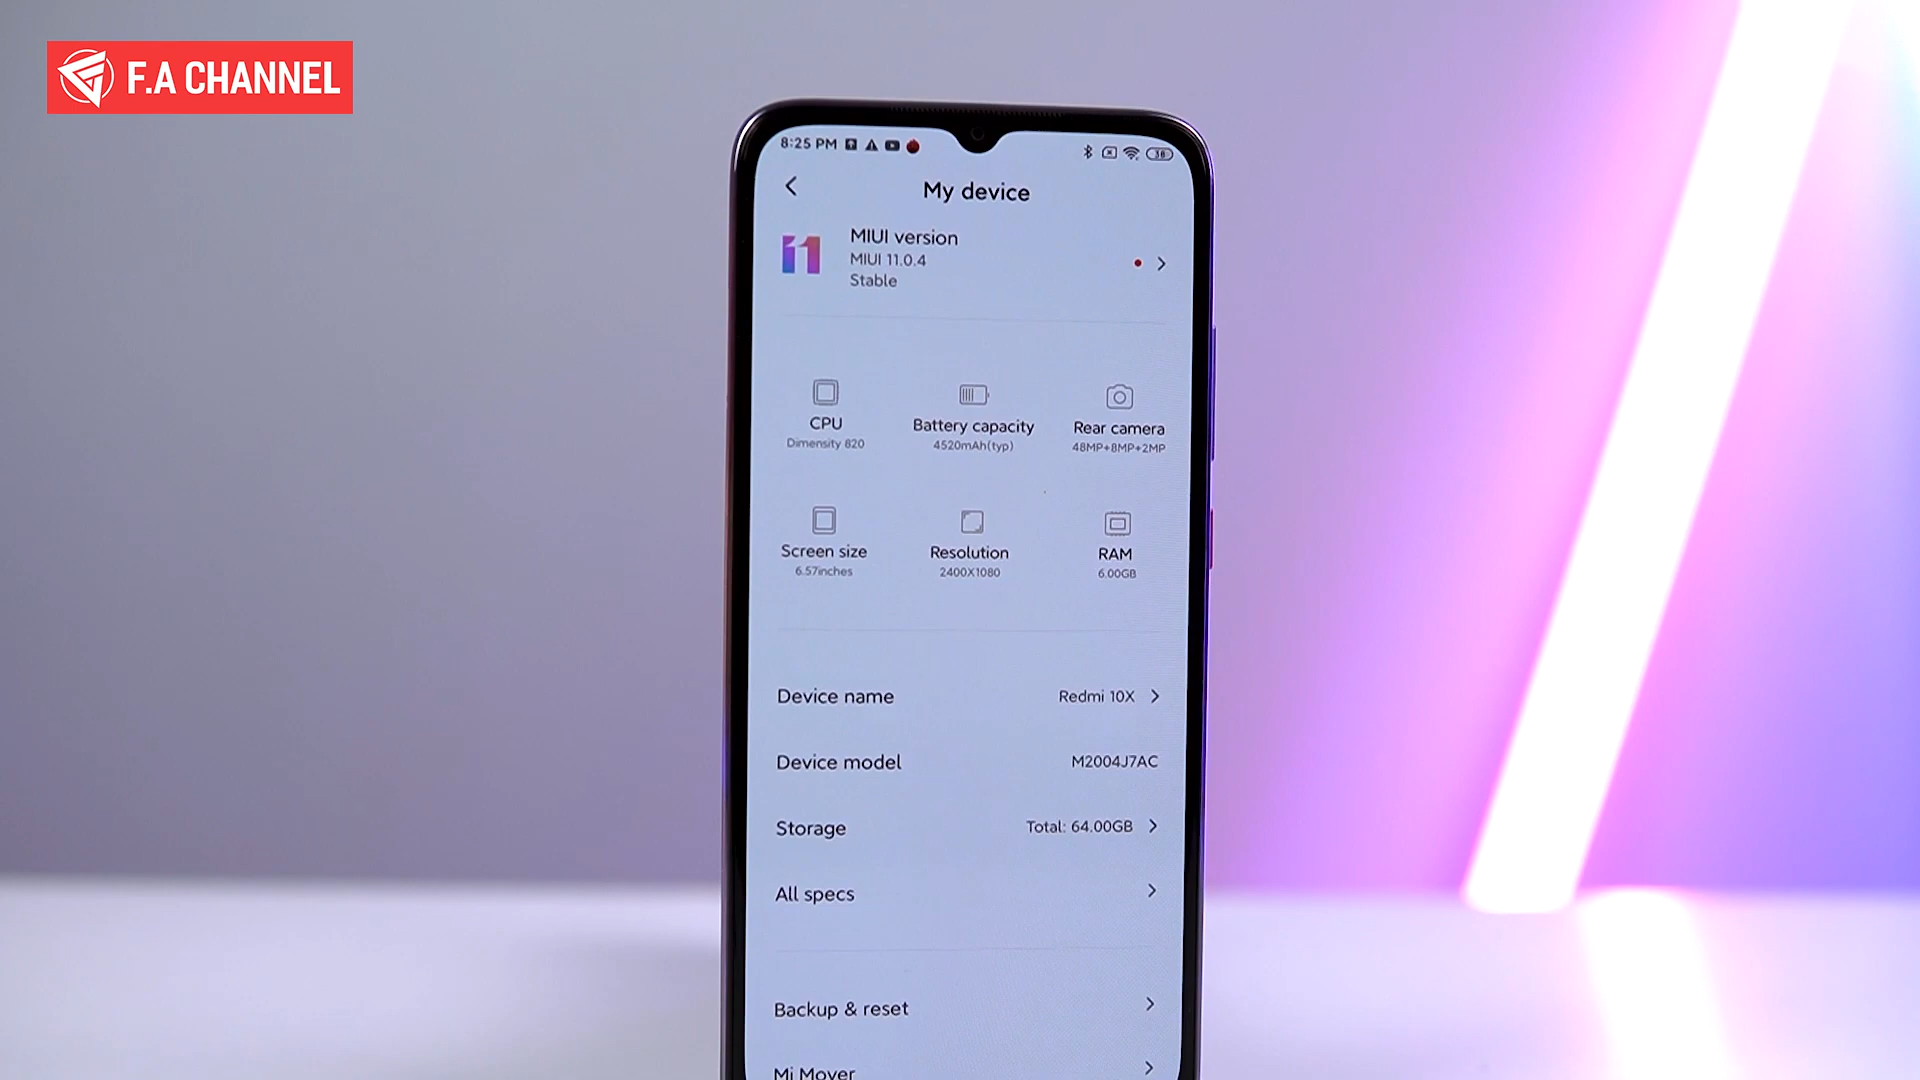 F.A CHANNEL
8:25 PM
38
My device
11
MIUI version
MIUI 11.0.4
Stable
CPU
Dimensity 820
Battery capacity
4520mAh(typ)
Rear camera
48MP+8MP+2MP
Screen size
6.57inches
Resolution
2400X1080
RAM
6.00GB
Device name
Redmi 10X
Device model
M2004J7AC
Storage
Total: 64.00GB
All specs
Backup & reset
Mi Mover